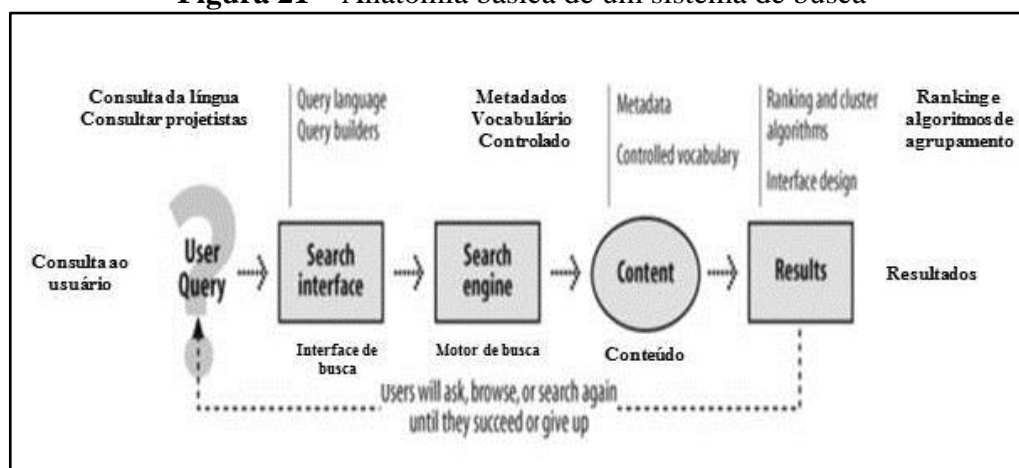 Figura 21 – Anatomia básica de um sistema de busca
Consulta da língua
Consultar projetistas
Query language
Query builders
Metadados
Vocabulário
Controlado
Metadata
Controlled vocabulary
Ranking and cluster
algorithms
Interface design
Ranking e
algoritmos de
agrupamento
Consulta ao
usuário
User
Query
Search
interface
Search
engine
Content
Results
Resultados
Interface de
busca
Motor de busca
Conteúdo
Users will ask, browse, or search again
until they succeed or give up